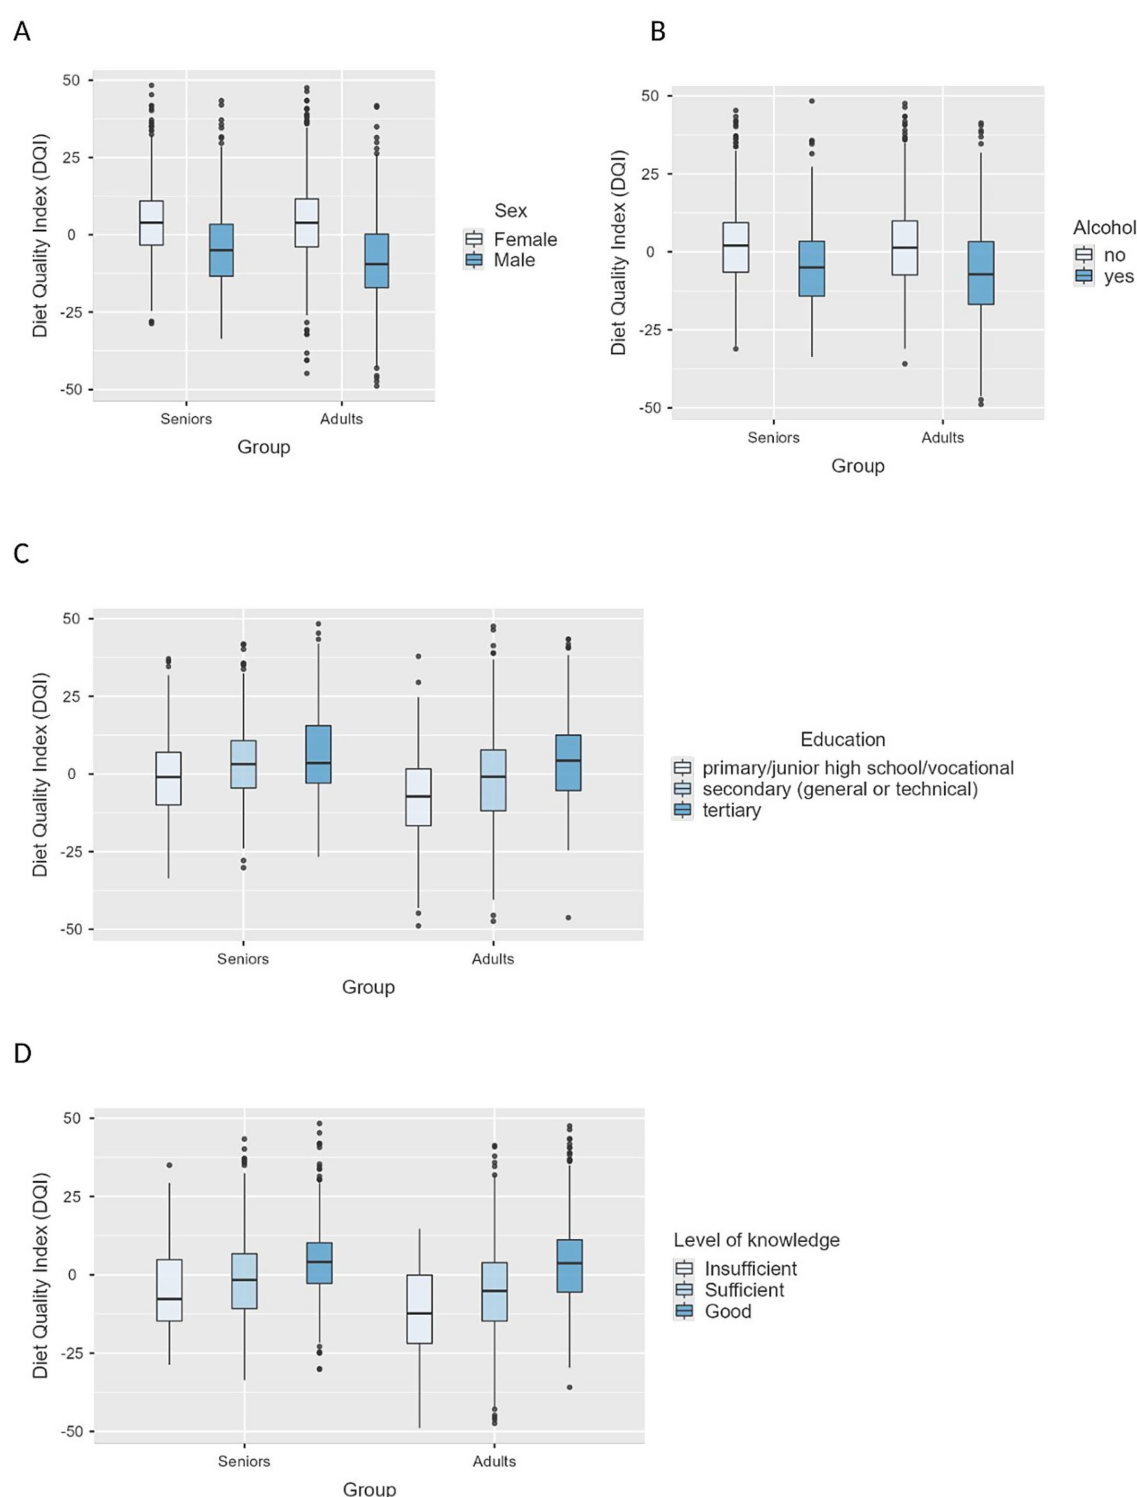 A
50
25
0
-25
-50
Diet Quality Index (DQI)
Seniors
Adults
Group
Sex
Female
Male
B
50
25
0
-25
-50
Diet Quality Index (DQI)
Seniors
Adults
Group
Alcohol
no
yes
C
50
25
0
-25
-50
Diet Quality Index (DQI)
Seniors
Adults
Group
Education
primary/junior high school/vocational
secondary (general or technical)
tertiary
D
50
25
0
-25
-50
Diet Quality Index (DQI)
Seniors
Adults
Group
Level of knowledge
Insufficient
Sufficient
Good